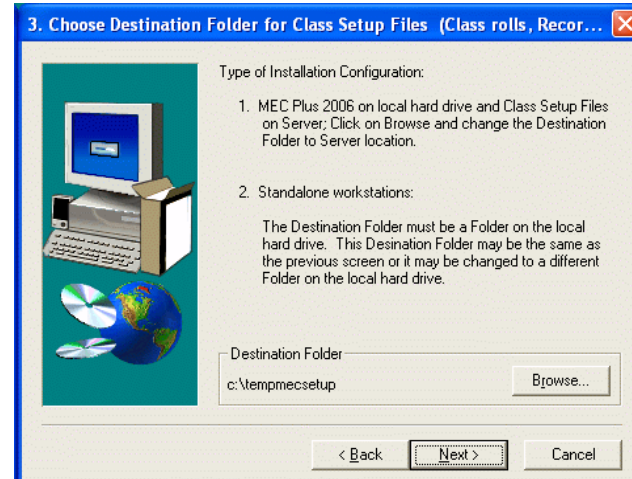 3. Choose Destination Folder for Class Setup Files (Class rolls, Recor...
Type of Installation Configuration:
1. MEC Plus 2006 on local hard drive and Class Setup Files
on Server; Click on Browse and change the Destination
Folder to Server location.
2. Standalone workstations:
The Destination Folder must be a Folder on the local
hard drive. This Desination Folder may be the same as
the previous screen or it may be changed to a different
Folder on the local hard drive.
Destination Folder
c:\tempmecsetup
Browse...
< Back
Next >
Cancel